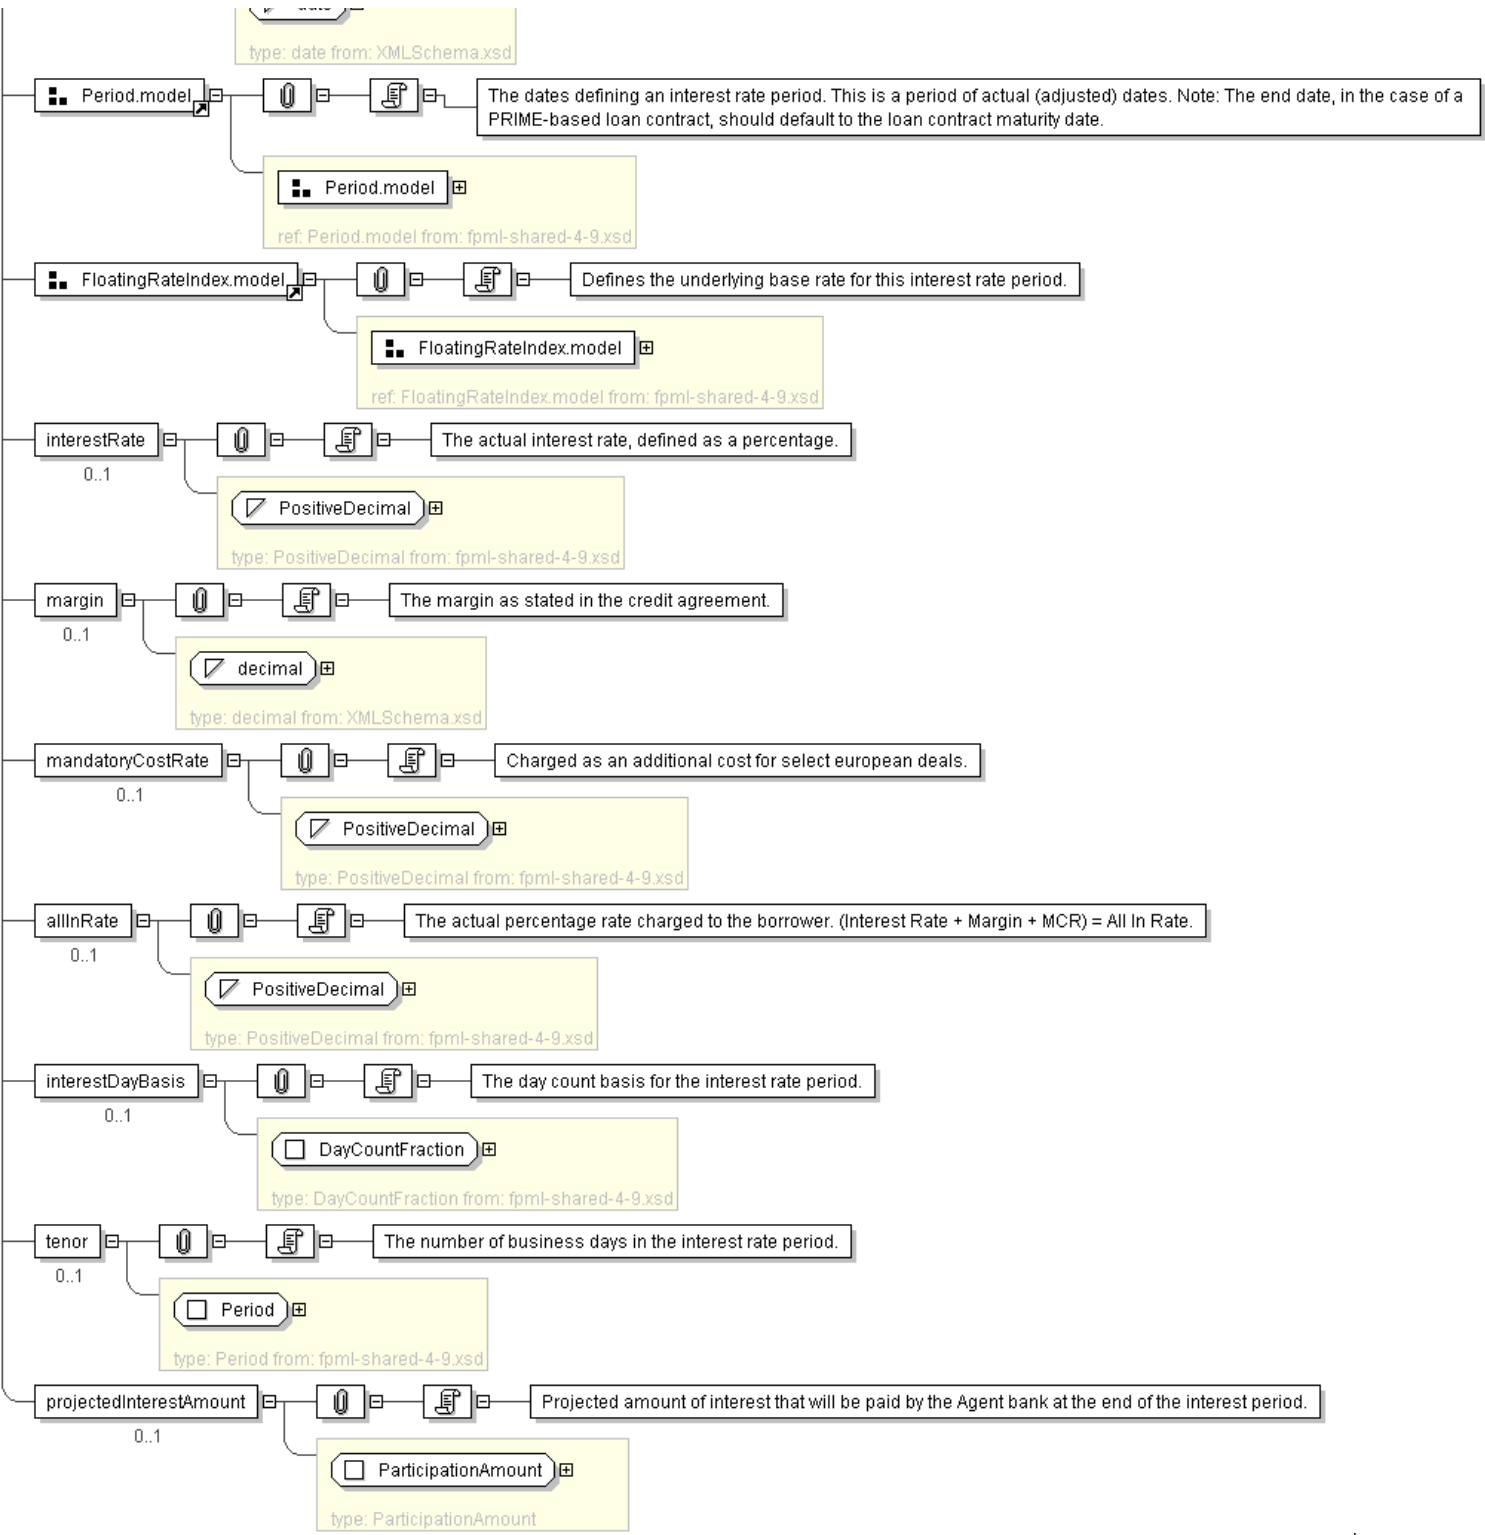 type: date from: XMLSchema.xsd
Period.model
The dates defining an interest rate period. This is a period of actual (adjusted) dates. Note: The end date, in the case of a
PRIME-based loan contract, should default to the loan contract maturity date.
Period.model
ref: Period.model from: fpml-shared-4-9.xsd
FloatingRateIndex.model
Defines the underlying base rate for this interest rate period.
FloatingRateIndex.model
ref: FloatingRateIndex.model from: fpml-shared-4-9.xsd
interestRate
The actual interest rate, defined as a percentage.
0..1
PositiveDecimal
type: PositiveDecimal from: fpml-shared-4-9.xsd
margin
The margin as stated in the credit agreement.
0..1
decimal
type: decimal from: XMLSchema.xsd
mandatoryCostRate
Charged as an additional cost for select european deals.
0..1
PositiveDecimal
type: PositiveDecimal from: fpml-shared-4-9.xsd
allInRate
The actual percentage rate charged to the borrower. (Interest Rate + Margin + MCR) = All In Rate.
0..1
PositiveDecimal
type: PositiveDecimal from: fpml-shared-4-9.xsd
interestDayBasis
The day count basis for the interest rate period.
0..1
DayCountFraction
type: DayCountFraction from: fpml-shared-4-9.xsd
tenor
The number of business days in the interest rate period.
0..1
Period
type: Period from: fpml-shared-4-9.xsd
projectedInterestAmount
Projected amount of interest that will be paid by the Agent bank at the end of the interest period.
0..1
ParticipationAmount
type: ParticipationAmount